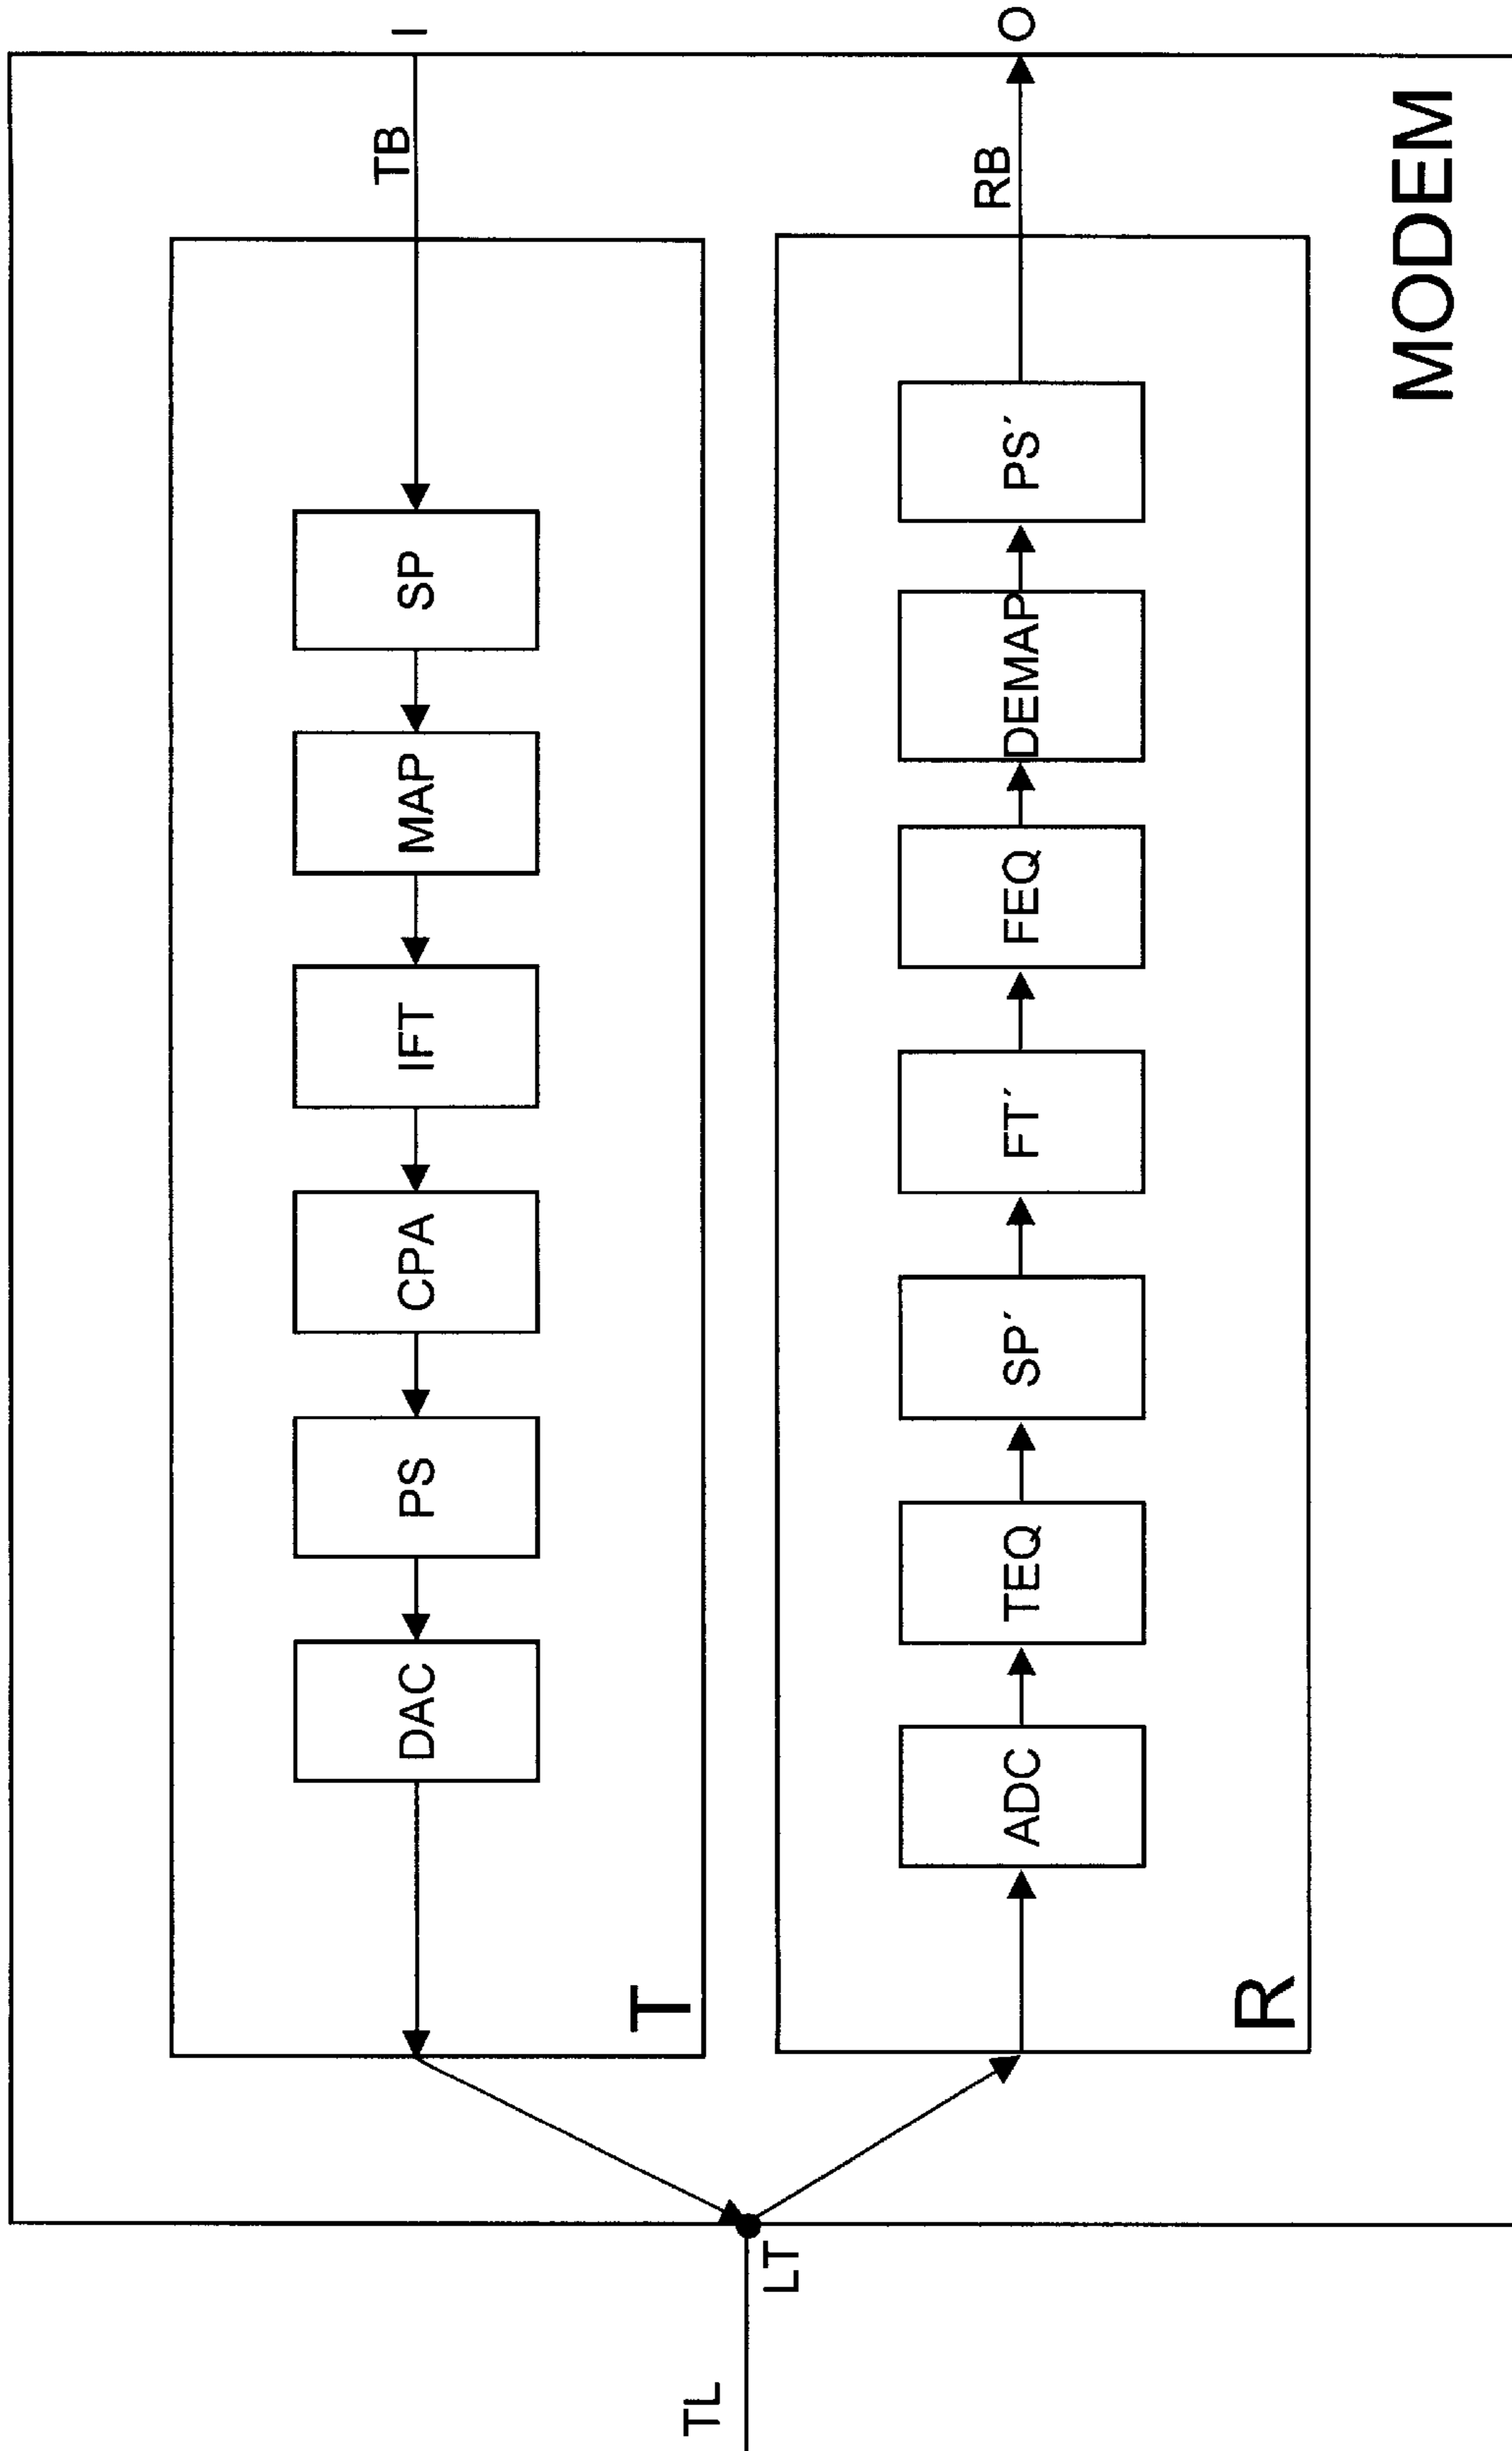 I
TB
SP
MAP
IFT
CPA
PS
DAC
T
TL
LT
O
RB
PS´
DEMAP
FEQ
FT´
SP´
TEQ
ADC
R
MODEM